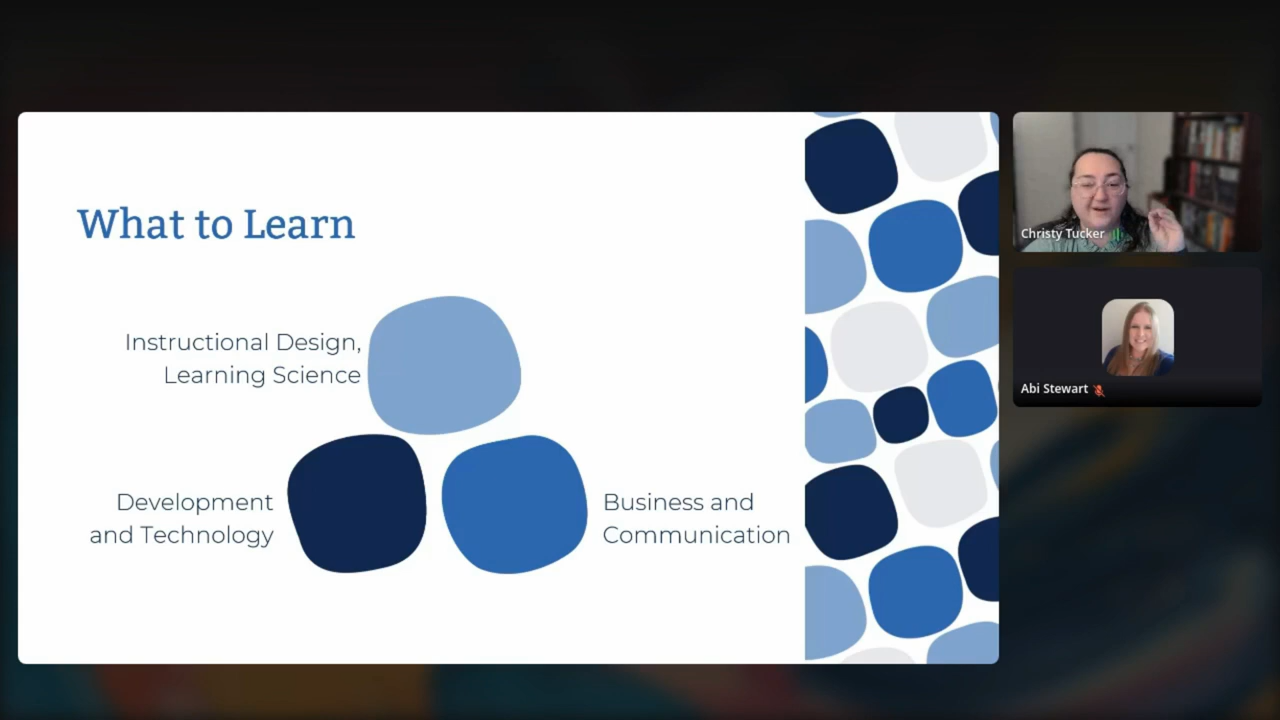 What to Learn
Instructional Design,
Learning Science
Development
and Technology
Business and
Communication
Christy Tucker
Abi Stewart